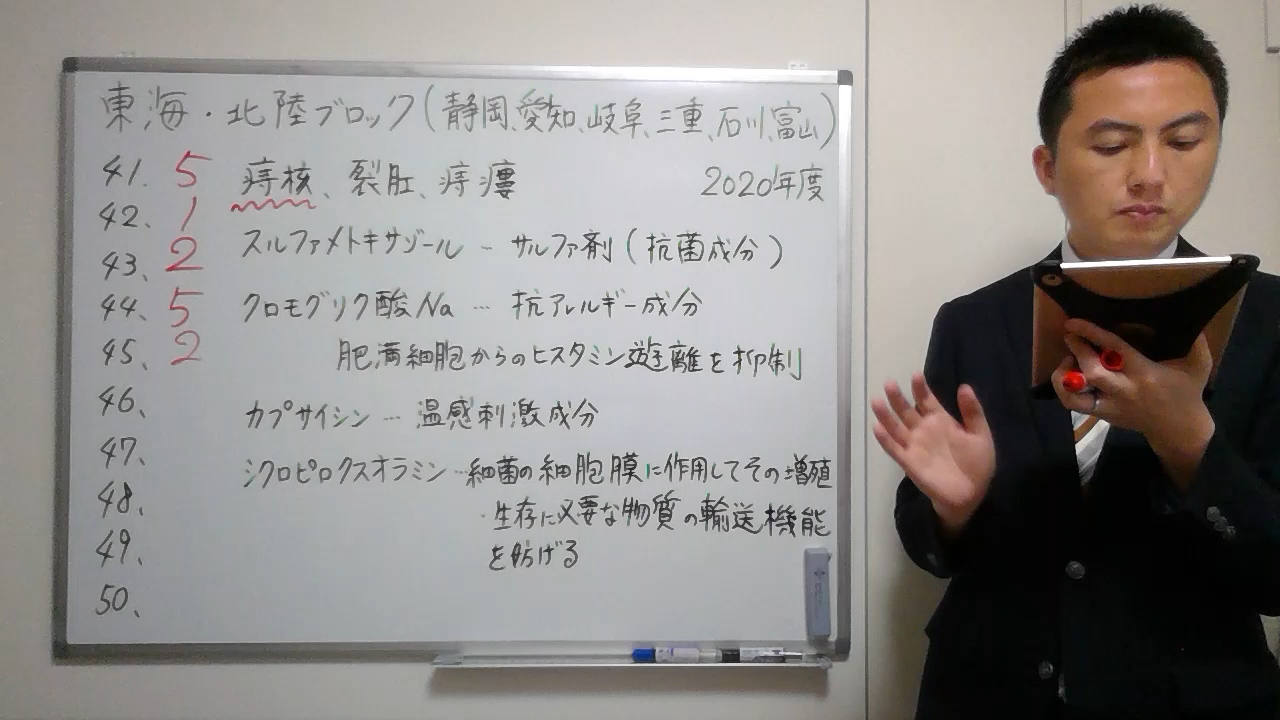 東海・北陸ブロック(静岡、愛知、岐阜、三重、石川、富山)
41. 5 痔核、裂肛、痔瘻 2020年度
42、 1
スルファメトキサゾール … サルファ剤(抗菌成分)
43、 2
44、 5 クロモグリク酸Na … 抗アレルギー成分
45、 2 肥満細胞からのヒスタミン遊離を抑制
46、
カプサイシン … 温感刺激成分
47、
シクロピロクスオラミン … 細菌の細胞膜に作用してその増殖
48、 ・生存に必要な物質の輸送機能
49、 を妨げる
50、